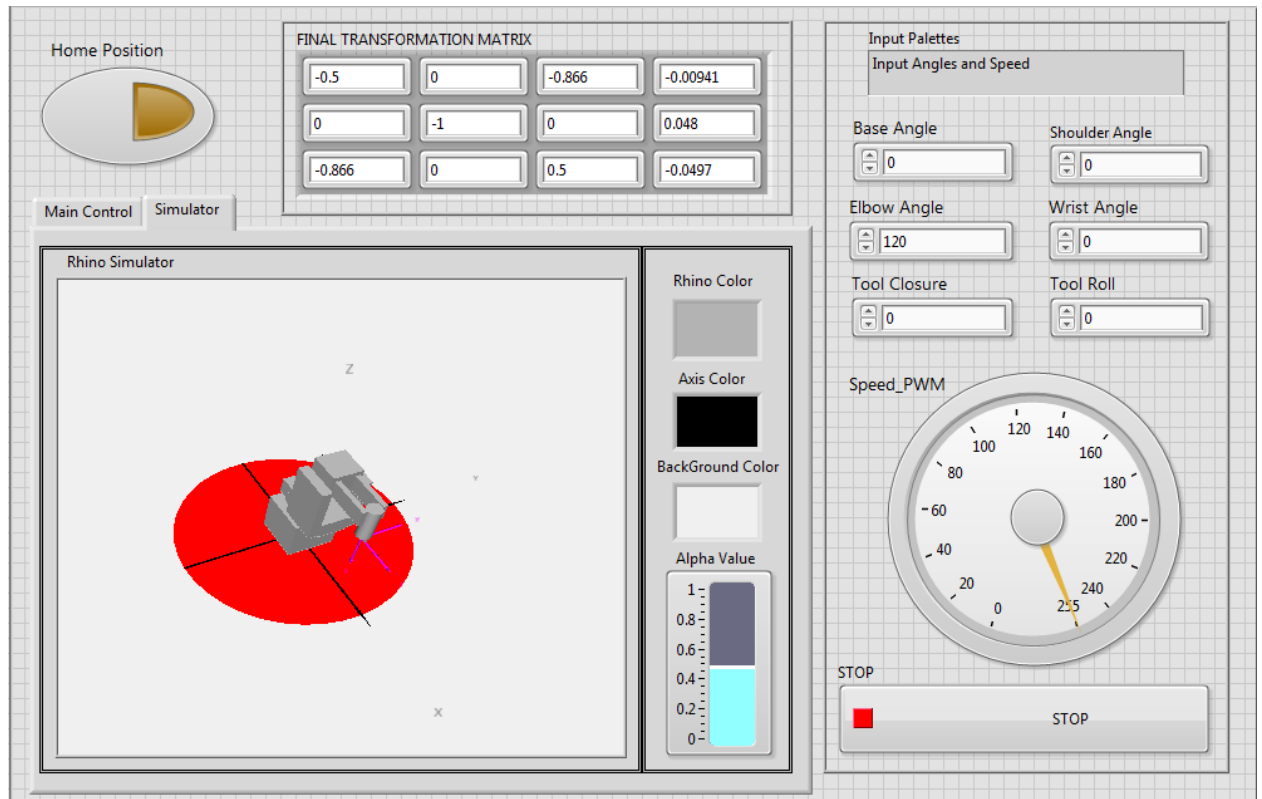 Home Position
FINAL TRANSFORMATION MATRIX
-0.5 0 -0.866 -0.00941
0 -1 0 0.048
-0.866 0 0.5 -0.0497
Main Control Simulator
Rhino Simulator
Z
X
Rhino Color
Axis Color
BackGround Color
Alpha Value
1
0.8
0.6
0.4
0.2
0
Input Palettes
Input Angles and Speed
Base Angle Shoulder Angle
0 0
Elbow Angle Wrist Angle
120 0
Tool Closure Tool Roll
0 0
Speed_PWM
0 20 40 60 80 100 120 140 160 180 200 220 240 255
STOP
STOP